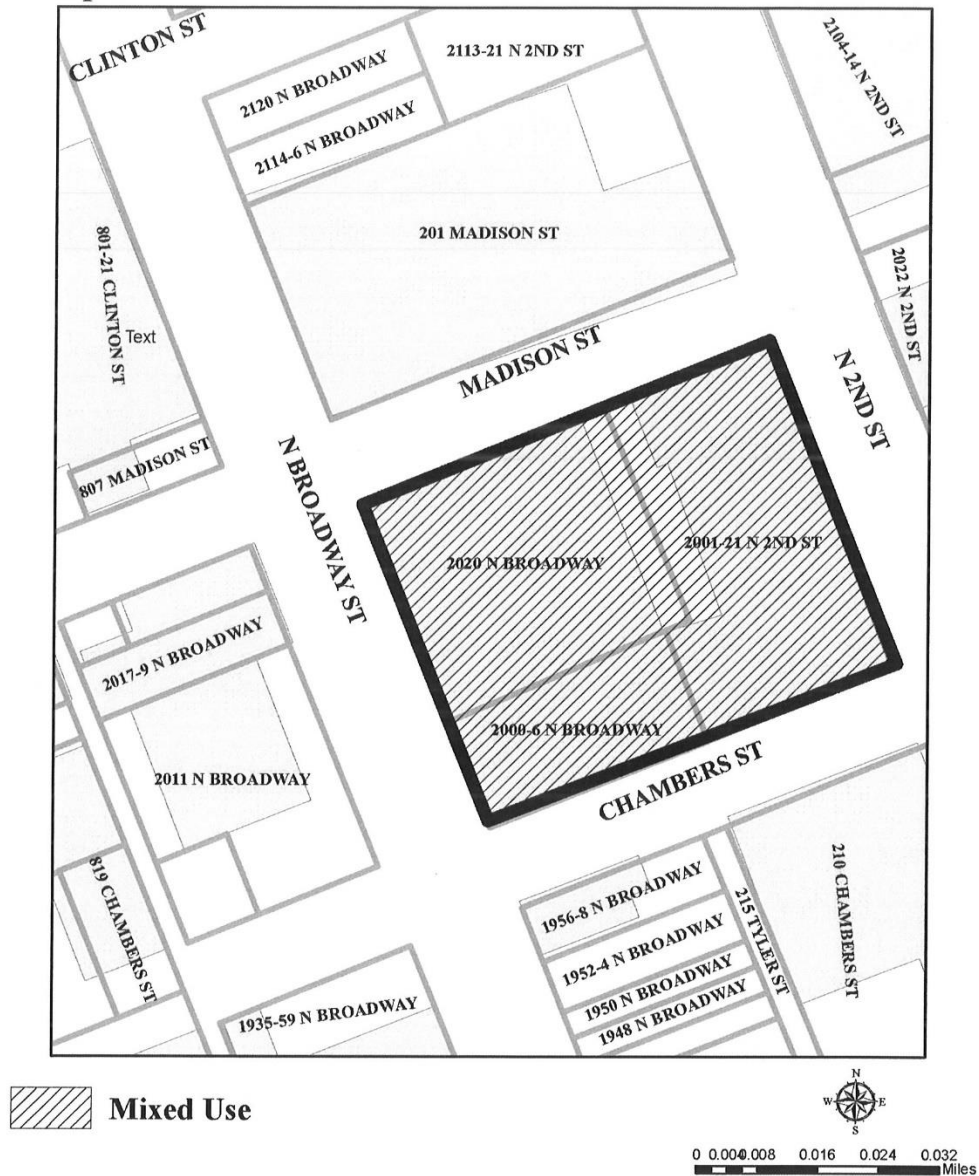 CLINTON ST
2120 N BROADWAY
2113-21 N 2ND ST
2104-14 N 2ND ST
2114-6 N BROADWAY
201 MADISON ST
801-21 CLINTON ST
Text
2022 N 2ND ST
MADISON ST
N 2ND ST
807 MADISON ST
N BROADWAY ST
2020 N BROADWAY
2001-21 N 2ND ST
2017-9 N BROADWAY
2000-6 N BROADWAY
2011 N BROADWAY
CHAMBERS ST
819 CHAMBERS ST
1956-8 N BROADWAY
215 TYLER ST
210 CHAMBERS ST
1952-4 N BROADWAY
1950 N BROADWAY
1948 N BROADWAY
1935-59 N BROADWAY
Mixed Use
N
W E
S
0 0.004 0.008 0.016 0.024 0.032
Miles